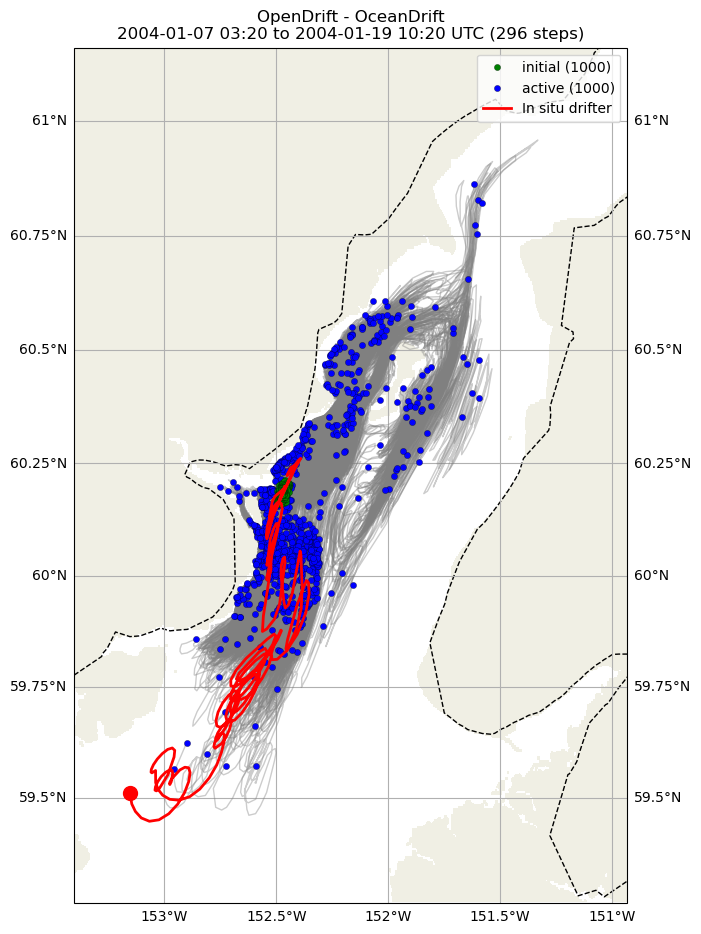 OpenDrift - OceanDrift
2004-01-07 03:20 to 2004-01-19 10:20 UTC (296 steps)
initial (1000)
active (1000)
In situ drifter
61°N
61°N
60.75°N
60.75°N
60.5°N
60.5°N
60.25°N
60.25°N
60°N
60°N
59.75°N
59.75°N
59.5°N
59.5°N
153°W
152.5°W
152°W
151.5°W
151°W